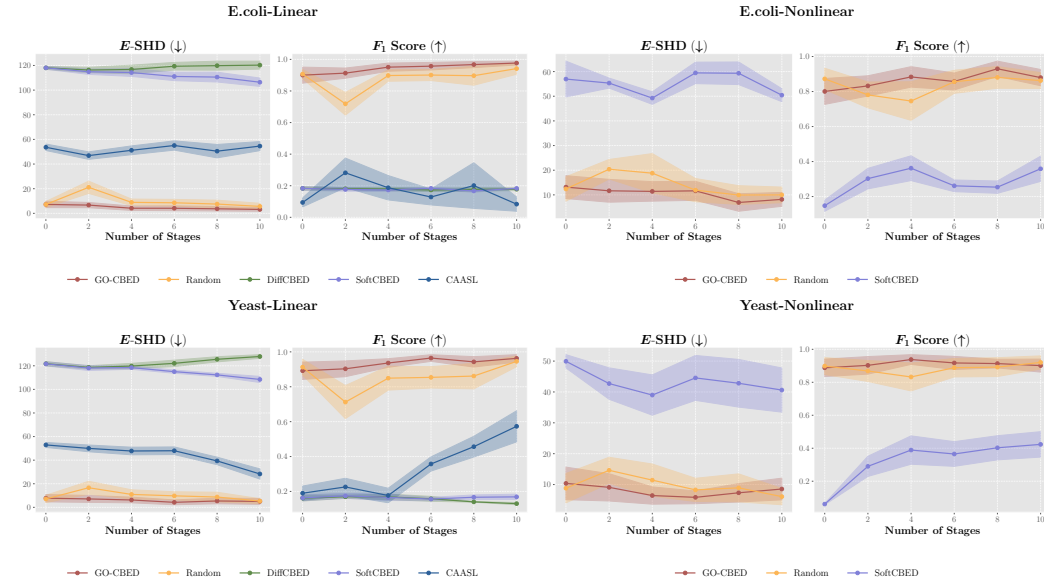 E.coli-Linear
E-SHD (↓)
F1 Score (↑)
120
100
80
60
40
20
0
0 2 4 6 8 10
Number of Stages
1.0
0.8
0.6
0.4
0.2
0.0
0 2 4 6 8 10
Number of Stages
GO-CBED Random DiffCBED SoftCBED CAASL
E.coli-Nonlinear
E-SHD (↓)
F1 Score (↑)
60
50
40
30
20
10
0 2 4 6 8 10
Number of Stages
1.0
0.8
0.6
0.4
0.2
0 2 4 6 8 10
Number of Stages
GO-CBED Random SoftCBED
Yeast-Linear
E-SHD (↓)
F1 Score (↑)
120
100
80
60
40
20
0
0 2 4 6 8 10
Number of Stages
1.0
0.8
0.6
0.4
0.2
0 2 4 6 8 10
Number of Stages
GO-CBED Random DiffCBED SoftCBED CAASL
Yeast-Nonlinear
E-SHD (↓)
F1 Score (↑)
50
40
30
20
10
0 2 4 6 8 10
Number of Stages
1.0
0.8
0.6
0.4
0.2
0 2 4 6 8 10
Number of Stages
GO-CBED Random SoftCBED